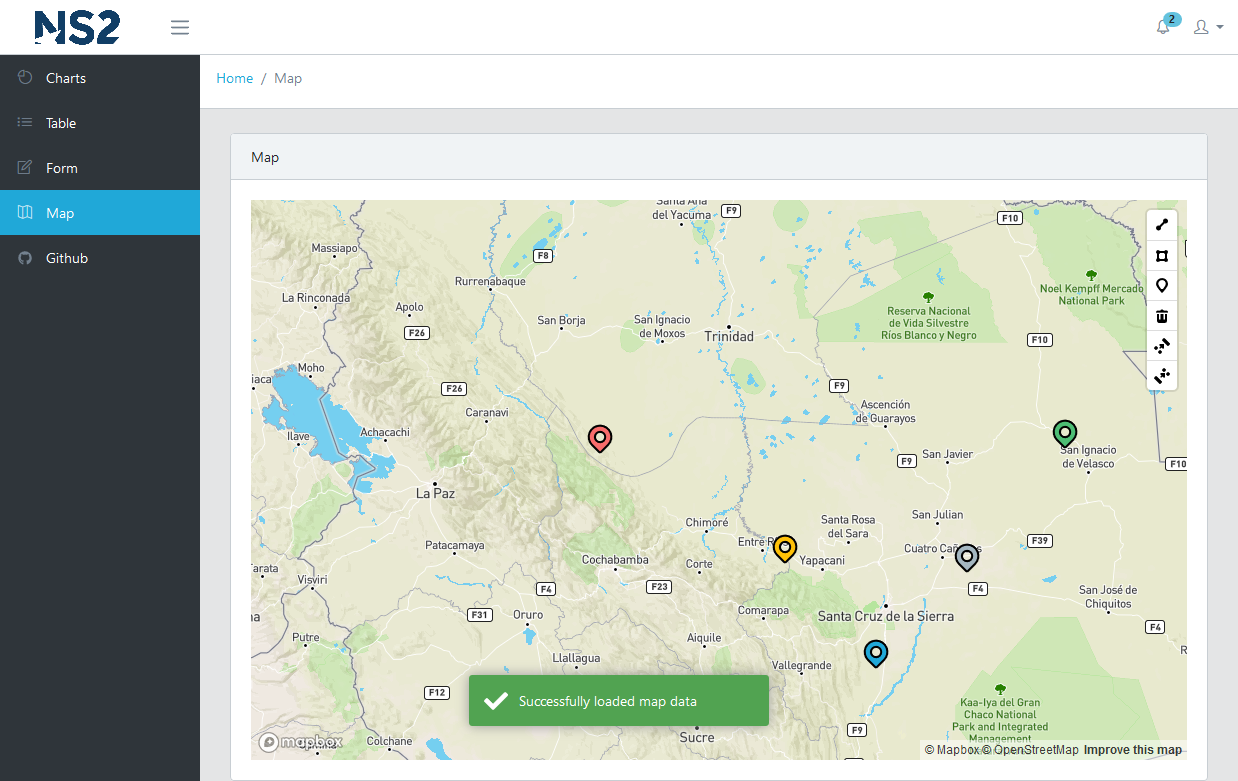 NS2
2
Charts
Table
Form
Map
Github
Home / Map
Map
Santa Ana
del Yacuma
F9
F10
Massiapo
F8
Rurrenabaque
La Rinconada
Apolo
F26
San Borja
San Ignacio
de Moxos
Trinidad
Reserva Nacional
de Vida Silvestre
Ríos Blanco y Negro
Noel Kempff Mercado
National Park
F10
Moho
F26
Caranavi
F9
Ascención
de Guarayos
Ilave
Achacachi
La Paz
F9
San Javier
San Ignacio
de Velasco
F10
Chimoré
Santa Rosa
del Sara
San Julian
Patacamaya
Cochabamba
Corte
Yapacani
F39
Visviri
F4
F23
F4
San José de
Chiquitos
F31
Oruro
Comarapa
Santa Cruz de la Sierra
F4
Putre
Aiquile
Llallagua
Vallegrande
F12
Successfully loaded map data
Kaa-Iya del Gran
Chaco National
Park and Integrated
Management
Colchane
Sucre
F9
mapbox
© Mapbox © OpenStreetMap Improve this map